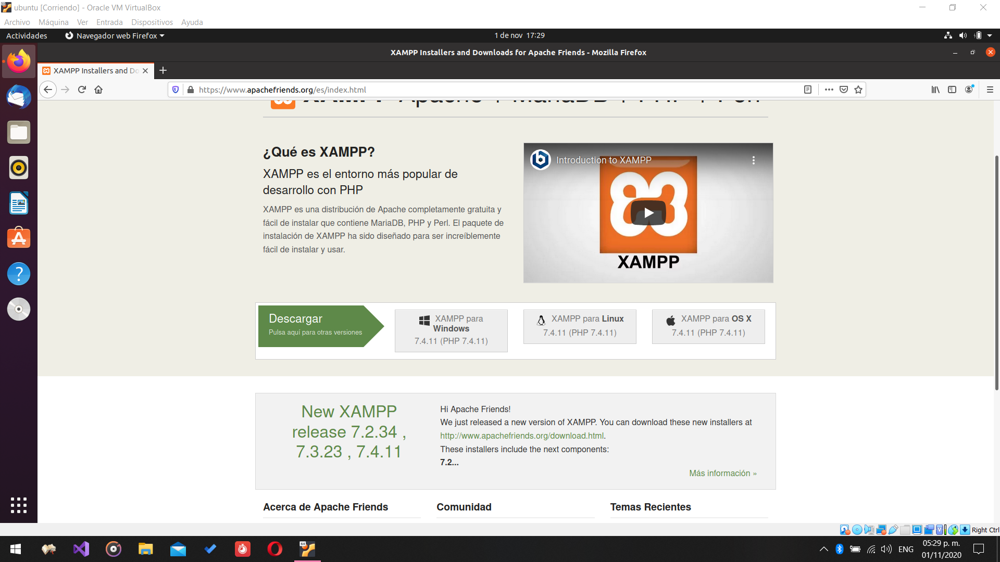 ubuntu [Corriendo] - Oracle VM VirtualBox
Archivo Máquina Ver Entrada Dispositivos Ayuda
Actividades Navegador web Firefox 1 de nov 17:29
XAMPP Installers and Downloads for Apache Friends - Mozilla Firefox
XAMPP Installers and Do
https://www.apachefriends.org/es/index.html
XAMPP Apache + MariaDB + PHP + Perl
¿Qué es XAMPP?
XAMPP es el entorno más popular de
desarrollo con PHP
XAMPP es una distribución de Apache completamente gratuita y
fácil de instalar que contiene MariaDB, PHP y Perl. El paquete de
instalación de XAMPP ha sido diseñado para ser increíblemente
fácil de instalar y usar.
Introduction to XAMPP
XAMPP
Descargar
Pulsa aquí para otras versiones
XAMPP para
Windows
7.4.11 (PHP 7.4.11)
XAMPP para Linux
7.4.11 (PHP 7.4.11)
XAMPP para OS X
7.4.11 (PHP 7.4.11)
New XAMPP
release 7.2.34 ,
7.3.23 , 7.4.11
Hi Apache Friends!
We just released a new version of XAMPP. You can download these new installers at
http://www.apachefriends.org/download.html.
These installers include the next components:
7.2...
Más información »
Acerca de Apache Friends
Comunidad
Temas Recientes
Right Ctrl
64
ENG
05:29 p. m.
01/11/2020